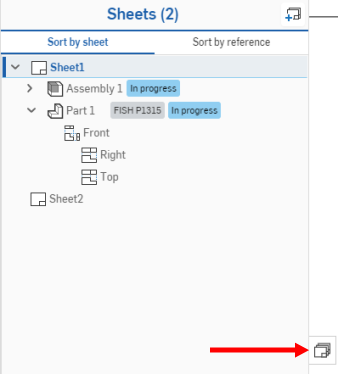 Sheets (2)
Sort by sheet Sort by reference
Sheet1
Assembly 1 In progress
Part 1 FISH P1315 In progress
Front
Right
Top
Sheet2